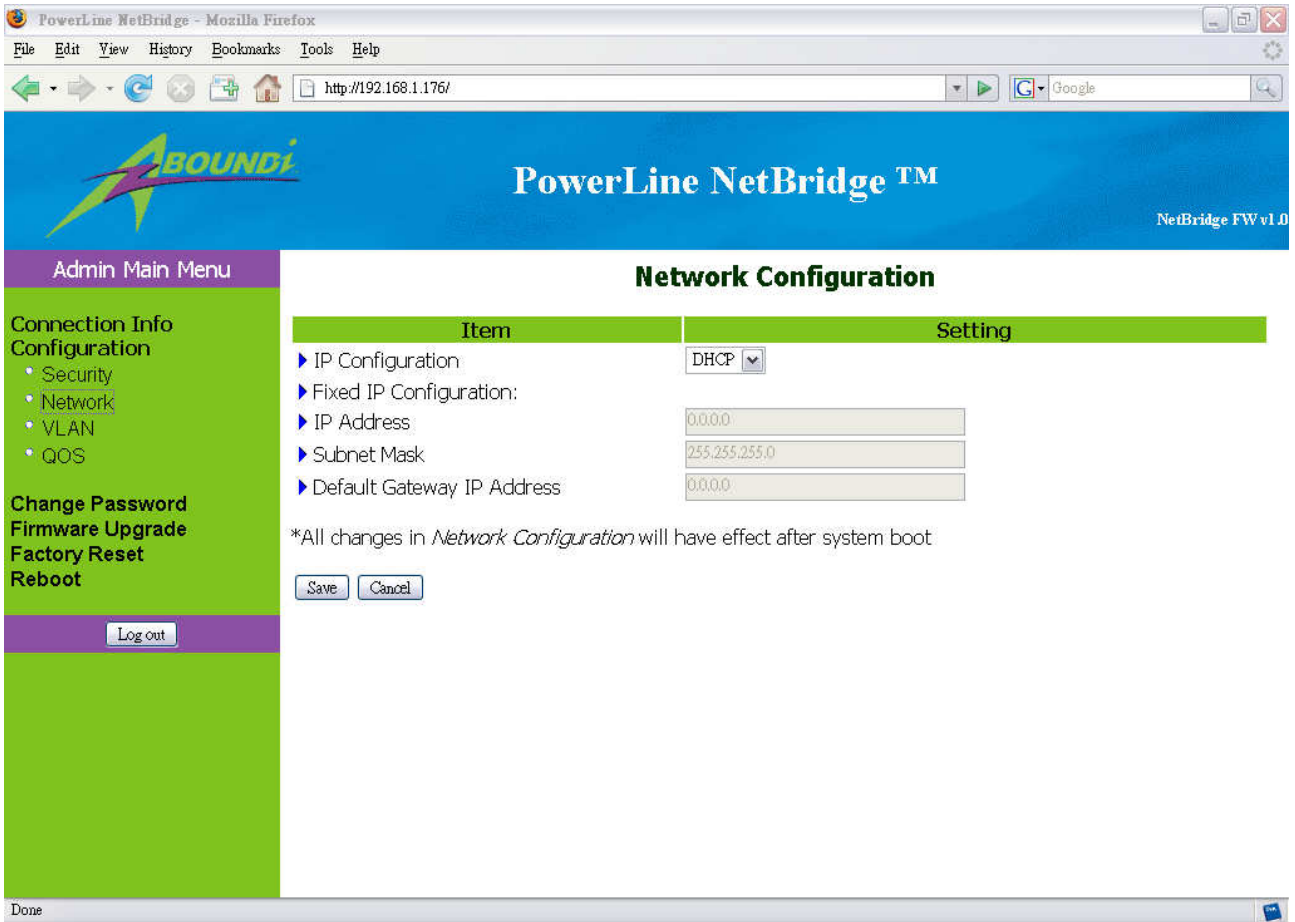 PowerLine NetBridge - Mozilla Firefox
File Edit View History Bookmarks Tools Help
http://192.168.1.176/
G Google
ABOUNDi
PowerLine NetBridge ™
NetBridge FW v1.0
Admin Main Menu
Connection Info
Configuration
Security
Network
VLAN
QOS
Change Password
Firmware Upgrade
Factory Reset
Reboot
Log out
Network Configuration
Item Setting
IP Configuration DHCP
Fixed IP Configuration:
IP Address 0.0.0.0
Subnet Mask 255.255.255.0
Default Gateway IP Address 0.0.0.0
*All changes in Network Configuration will have effect after system boot
Save Cancel
Done